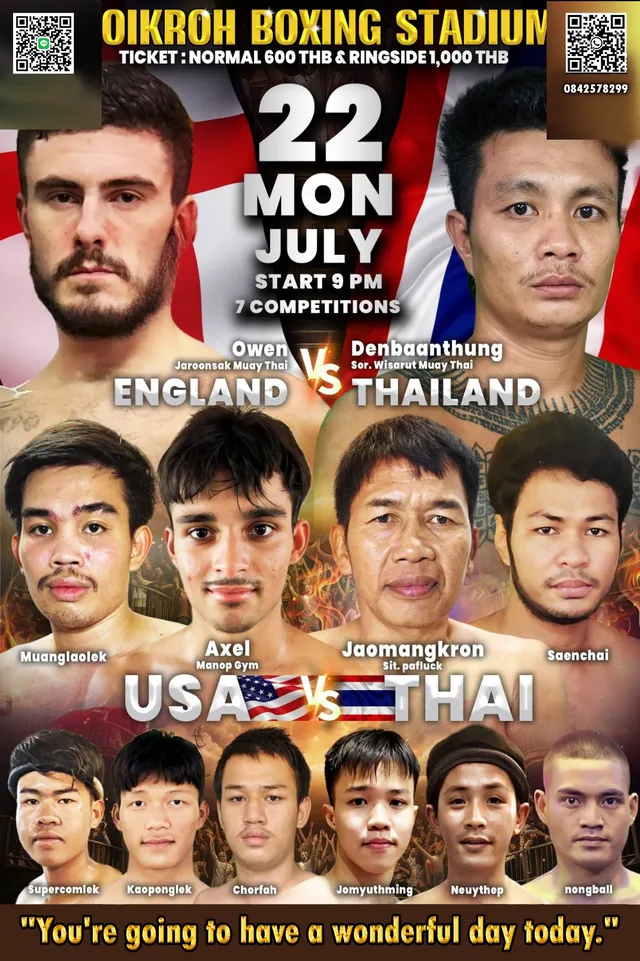 OIKROH BOXING STADIUM
TICKET : NORMAL 600 THB & RINGSIDE 1,000 THB
0842578299
22
MON
JULY
START 9 PM
7 COMPETITIONS
Owen
Jaroonsak Muay Thai
ENGLAND
VS
Denbaanthung
Sor. Wisarut Muay Thai
THAILAND
Muanglaolek
Axel
Manop Gym
Jaomangkron
Sit. pafluck
Saenchai
USA VS THAI
Supercomlek
Kaoponglek
Chorfah
Jomyuthming
Neuythep
nongball
"You're going to have a wonderful day today."